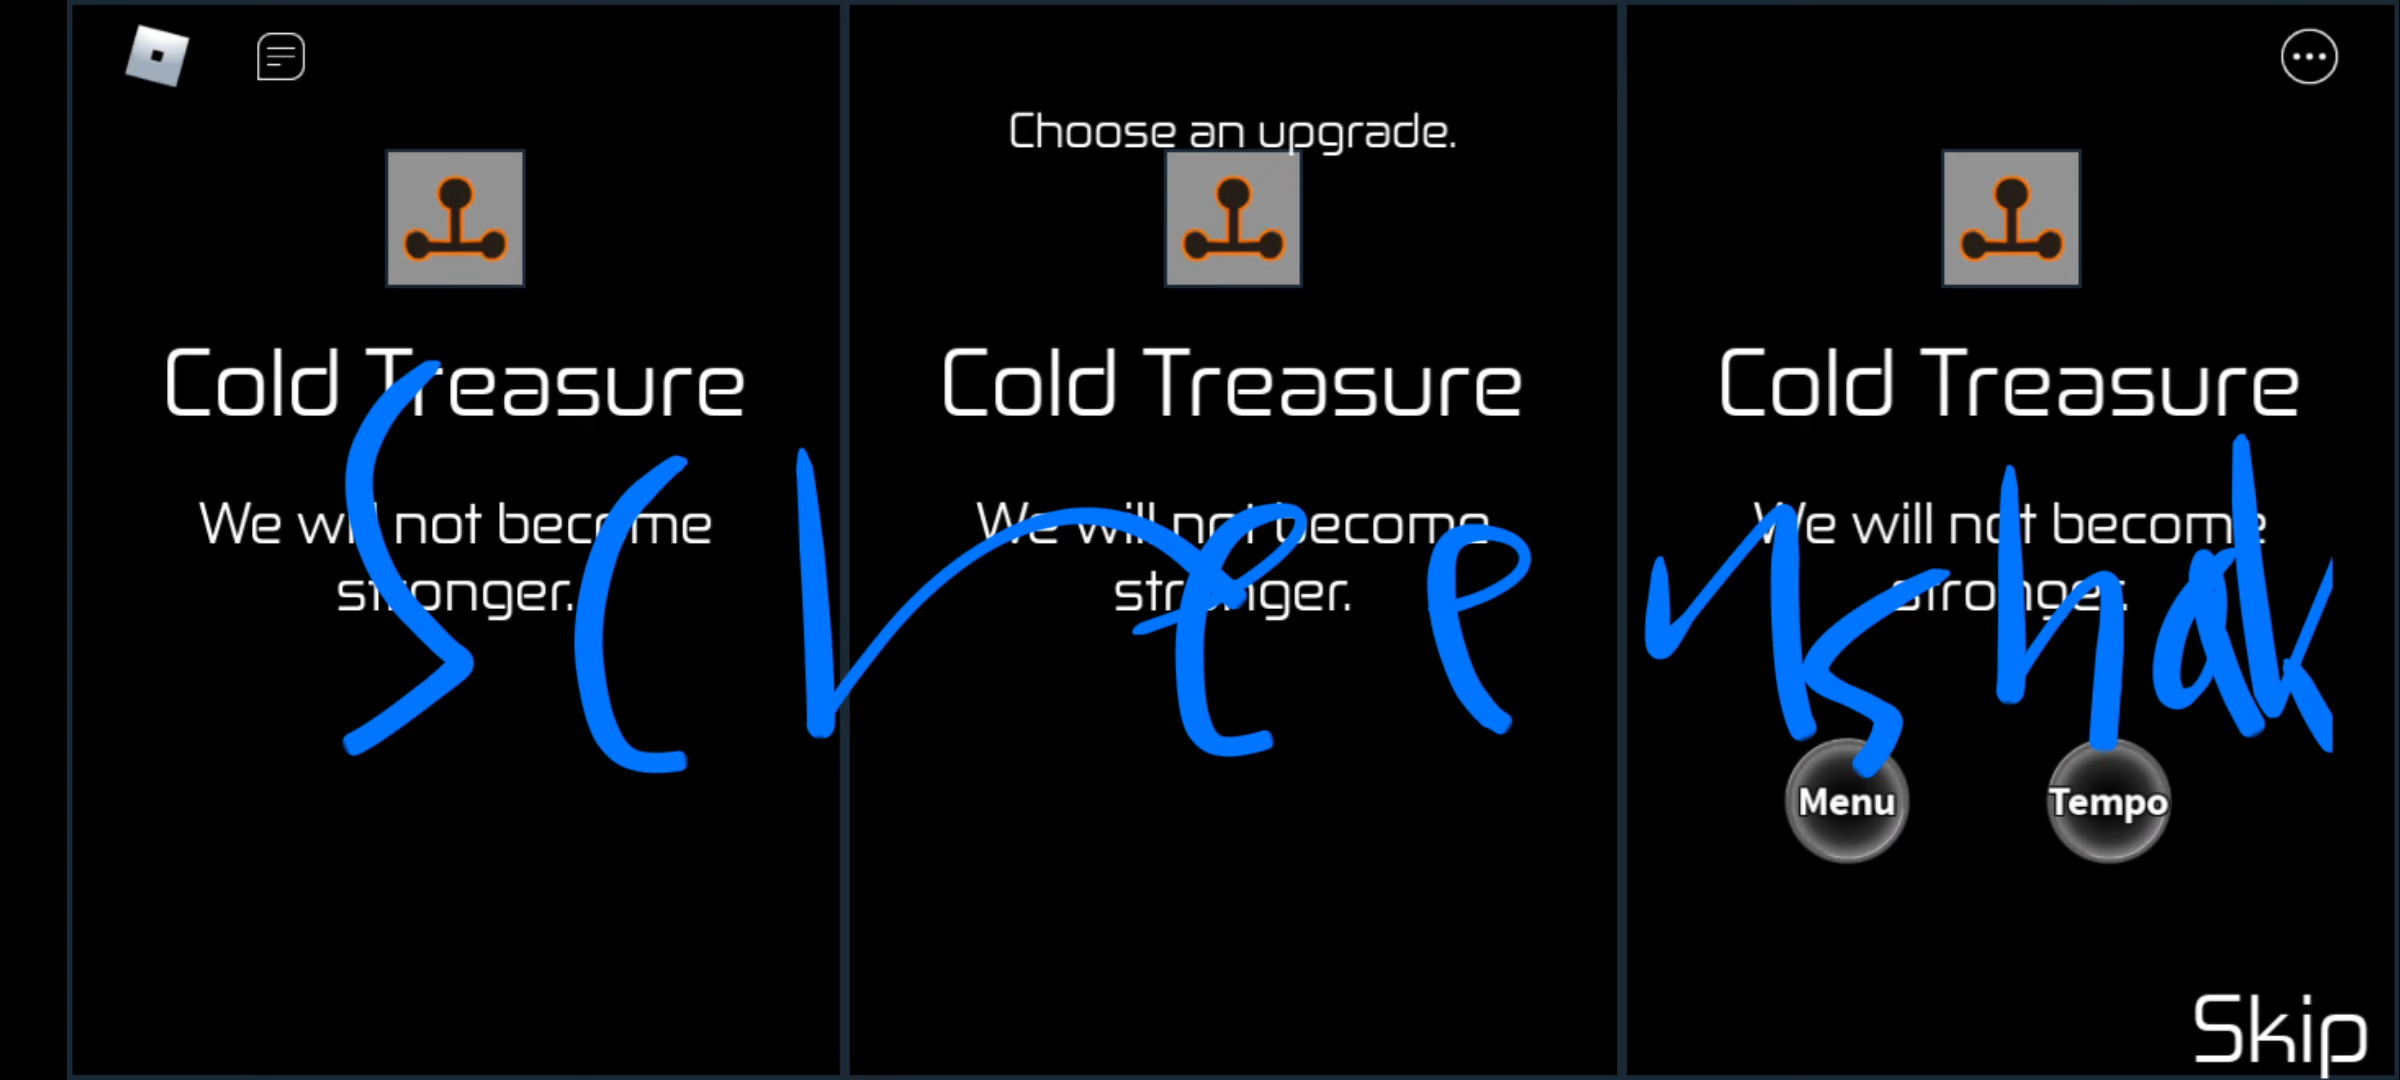 Choose an upgrade.
Cold Treasure
We will not become
stronger.
Cold Treasure
We will not become
stronger.
Cold Treasure
We will not become
stronger.
Screenshak
Menu
Tempo
Skip